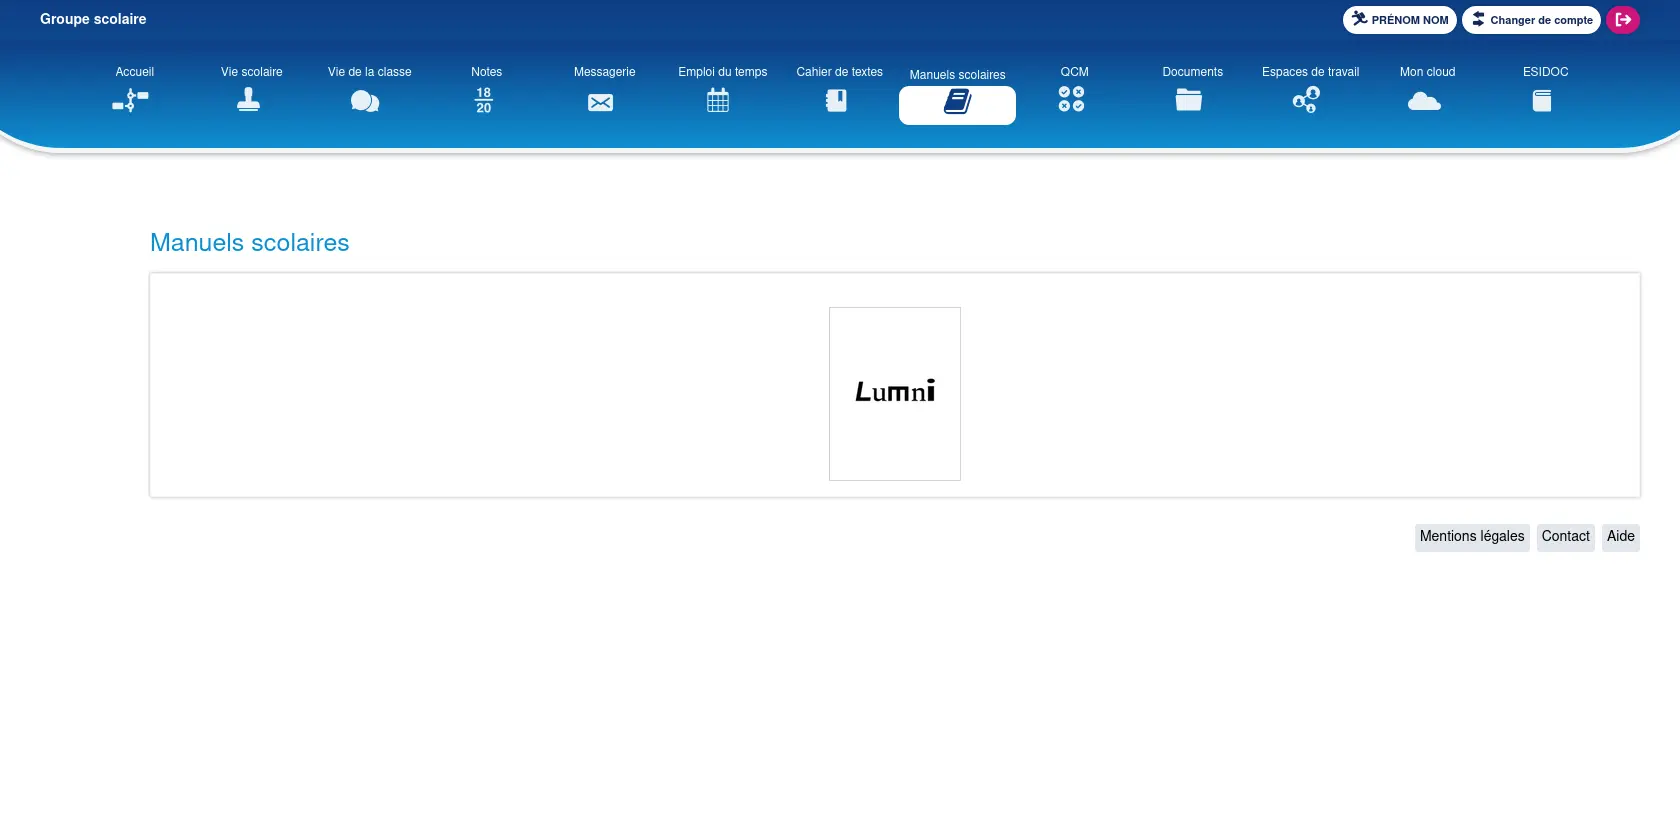 Groupe scolaire
PRÉNOM NOM
Changer de compte
Accueil
Vie scolaire
Vie de la classe
Notes
18
20
Messagerie
Emploi du temps
Cahier de textes
Manuels scolaires
QCM
Documents
Espaces de travail
Mon cloud
ESIDOC
Manuels scolaires
Lumni
Mentions légales
Contact
Aide